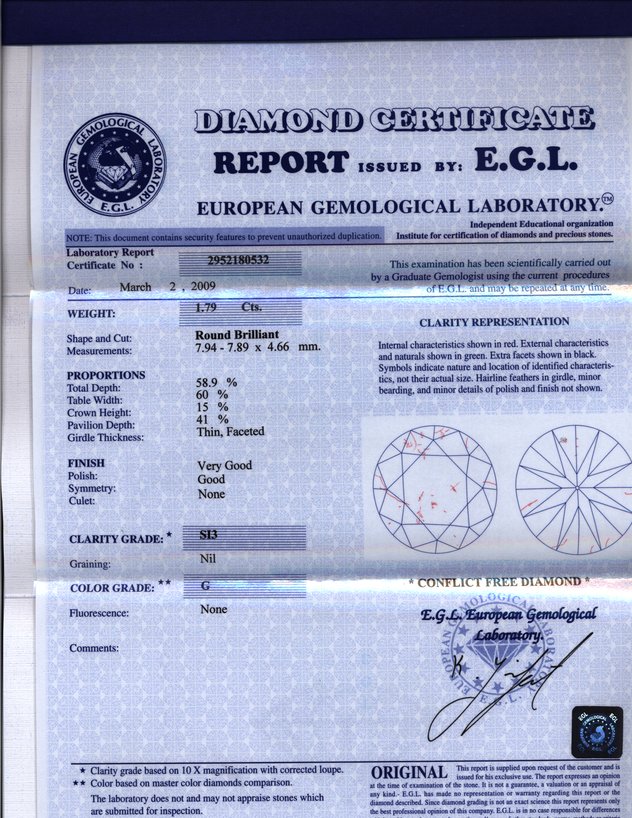 EUROPEAN GEMOLOGICAL LABORATORY
E.G.L.
DIAMOND CERTIFICATE
REPORT ISSUED BY: E.G.L.
EUROPEAN GEMOLOGICAL LABORATORY.™
Independent Educational organization
Institute for certification of diamonds and precious stones.
NOTE: This document contains security features to prevent unauthorized duplication.
Laboratory Report
Certificate No : 2952180532
Date: March 2 , 2009
This examination has been scientifically carried out
by a Graduate Gemologist using the current procedures
of E.G.L. and may be repeated at any time.
WEIGHT: 1.79 Cts.
Shape and Cut: Round Brilliant
Measurements: 7.94 - 7.89 x 4.66 mm.
CLARITY REPRESENTATION
Internal characteristics shown in red. External characteristics
and naturals shown in green. Extra facets shown in black.
Symbols indicate nature and location of identified characteris-
tics, not their actual size. Hairline feathers in girdle, minor
bearding, and minor details of polish and finish not shown.
PROPORTIONS
Total Depth: 58.9 %
Table Width: 60 %
Crown Height: 15 %
Pavilion Depth: 41 %
Girdle Thickness: Thin, Faceted
FINISH
Polish: Very Good
Symmetry: Good
Culet: None
CLARITY GRADE: * SI3
Graining: Nil
COLOR GRADE: ** G
Fluorescence: None
Comments:
* CONFLICT FREE DIAMOND *
E.G.L. European Gemological
Laboratory.
EUROPEAN GEMOLOGICAL LABORATORY
E.G.L.
EGL
EGL
EGL
★ Clarity grade based on 10 X magnification with corrected loupe.
★★ Color based on master color diamonds comparison.
The laboratory does not and may not appraise stones which
are submitted for inspection.
ORIGINAL This report is supplied upon request of the customer and is
issued for his exclusive use. The report expresses an opinion
at the time of examination of the stone. It is not a guarantee, a valuation or an appraisal of
any kind.- E.G.L. has made no representation or warranty regarding this report or the
diamond described. Since diamond grading is not an exact science this report represents only
the best professional opinion of this company. E.G.L. is in no case responsible for differences